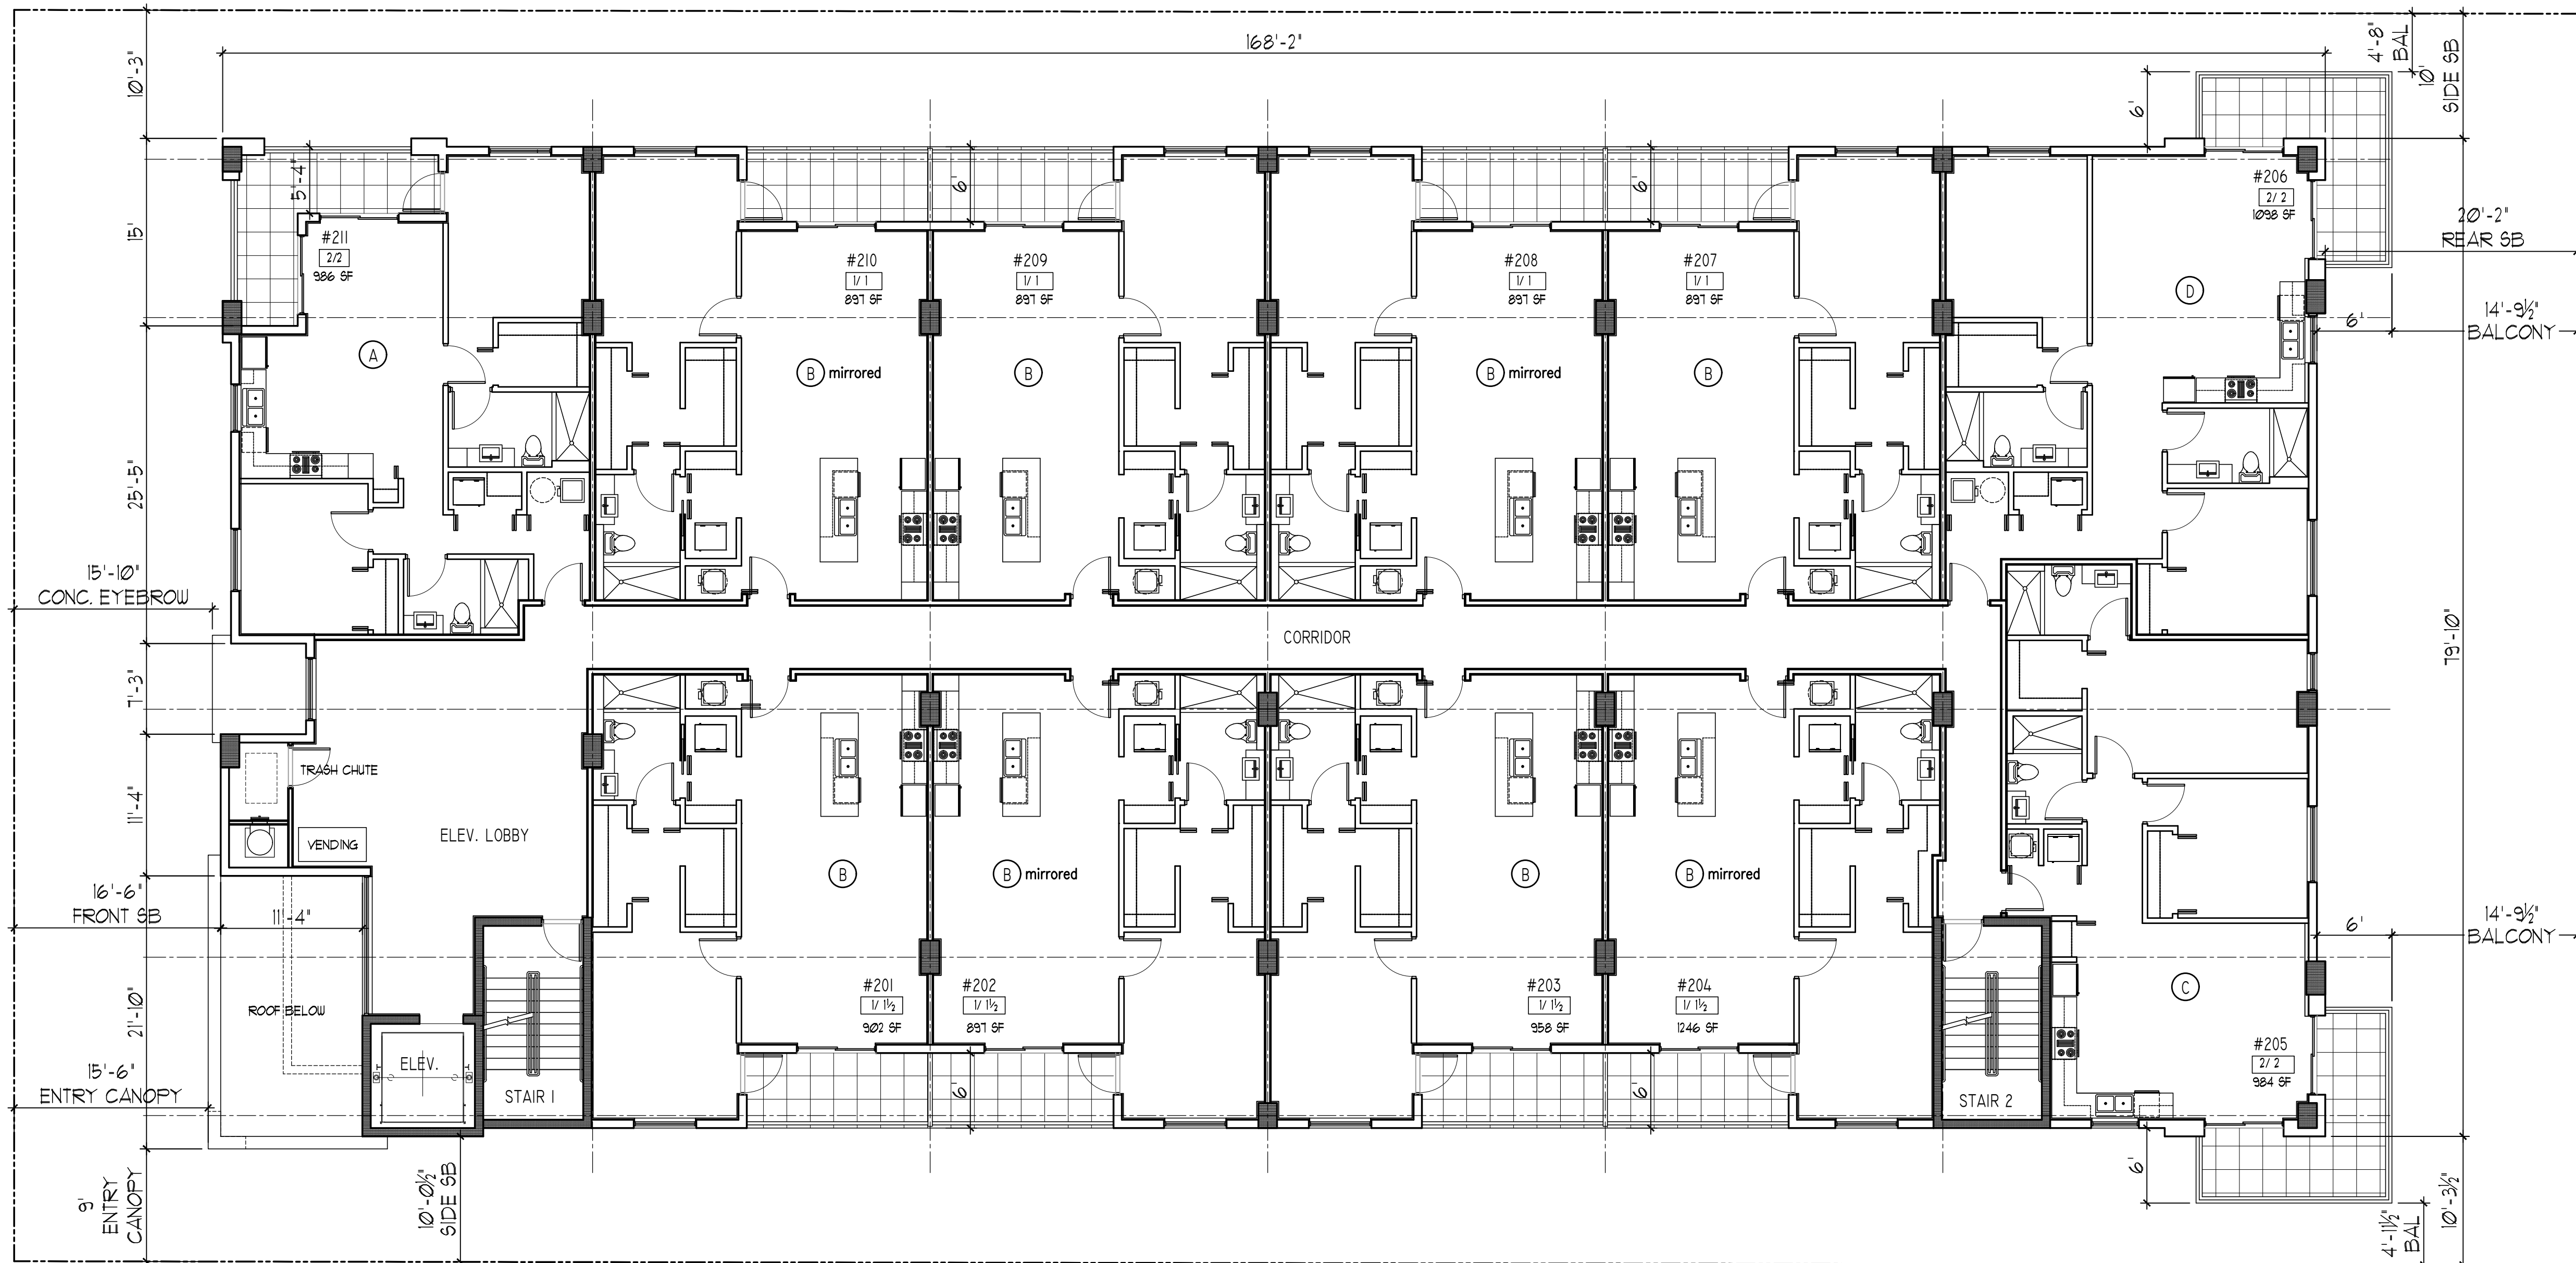 168'-2"
10'-3"
4'-8"
BAL
10'
SIDE SB
6'
5'-4"
15'
#211
2/2
986 SF
A
#210
1/ 1
897 SF
B mirrored
6'
#209
1/ 1
897 SF
B
#208
1/ 1
897 SF
B mirrored
6'
#207
1/ 1
897 SF
B
#206
2/ 2
1098 SF
D
20'-2"
REAR SB
6'
14'-9½"
BALCONY
25'-5"
15'-10"
CONC. EYEBROW
CORRIDOR
79'-10"
7'-3"
TRASH CHUTE
11'-4"
VENDING
ELEV. LOBBY
16'-6"
FRONT SB
11'-4"
21'-10"
ROOF BELOW
15'-6"
ENTRY CANOPY
ELEV.
STAIR 1
B
#201
1/ 1½
902 SF
B mirrored
#202
1/ 1½
897 SF
6'
B
#203
1/ 1½
958 SF
B mirrored
#204
1/ 1½
1246 SF
6'
STAIR 2
C
#205
2/ 2
984 SF
6'
14'-9½"
BALCONY
9'
ENTRY
CANOPY
10'-0½"
SIDE SB
6'
4'-11½"
BAL
10'-3½"